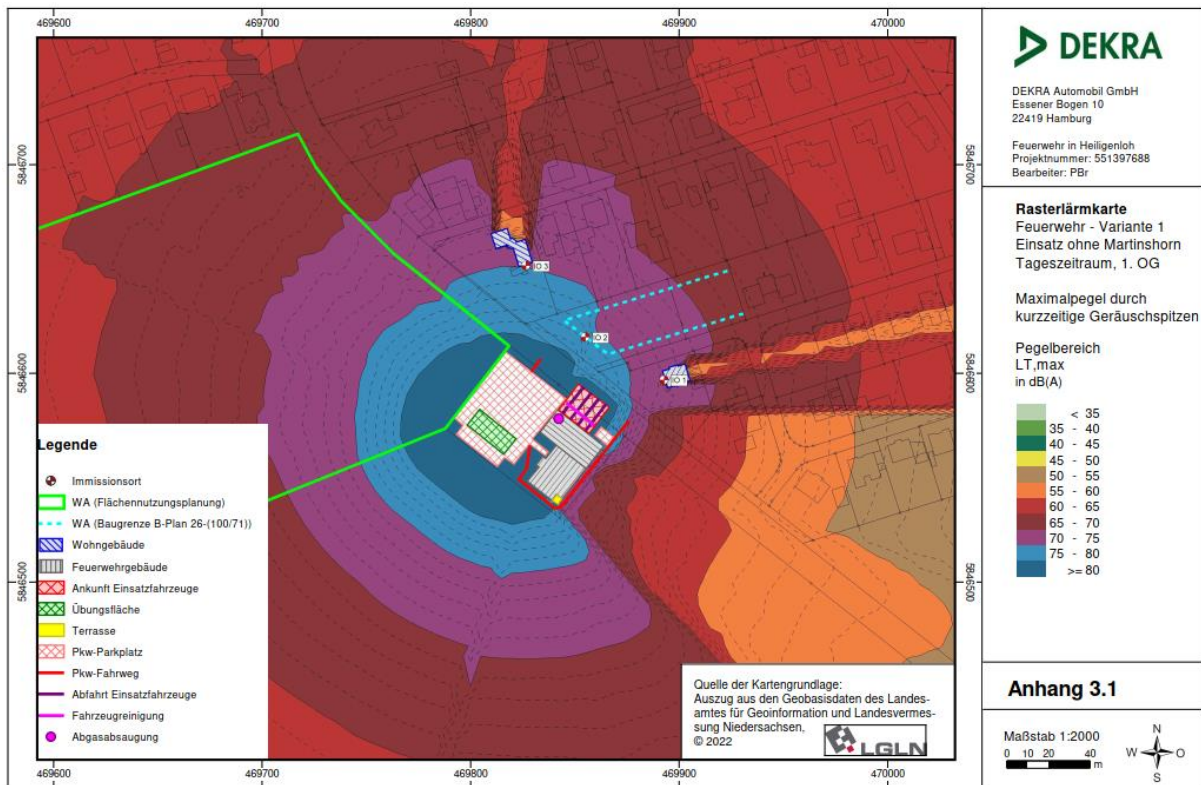 469600
469700
469800
469900
470000
5846700
5846600
5846500
5846700
5846600
5846500
IO 3
IO 2
IO 1
Legende
Immissionsort
WA (Flächennutzungsplanung)
WA (Baugrenze B-Plan 26-(100/71))
Wohngebäude
Feuerwehrgebäude
Ankunft Einsatzfahrzeuge
Übungsfläche
Terrasse
Pkw-Parkplatz
Pkw-Fahrweg
Abfahrt Einsatzfahrzeuge
Fahrzeugreinigung
Abgasabsaugung
Quelle der Kartengrundlage:
Auszug aus den Geobasisdaten des Landes-
amtes für Geoinformation und Landesvermes-
sung Niedersachsen,
© 2022
LGLN
469600
469700
469800
469900
470000
DEKRA
DEKRA Automobil GmbH
Essener Bogen 10
22419 Hamburg
Feuerwehr in Heiligenloh
Projektnummer: 551397688
Bearbeiter: PBr
Rasterlärmkarte
Feuerwehr - Variante 1
Einsatz ohne Martinshorn
Tageszeitraum, 1. OG
Maximalpegel durch
kurzzeitige Geräuschspitzen
Pegelbereich
LT,max
in dB(A)
< 35
35 - 40
40 - 45
45 - 50
50 - 55
55 - 60
60 - 65
65 - 70
70 - 75
75 - 80
>= 80
Anhang 3.1
Maßstab 1:2000
0 10 20 40
m
N
W O
S